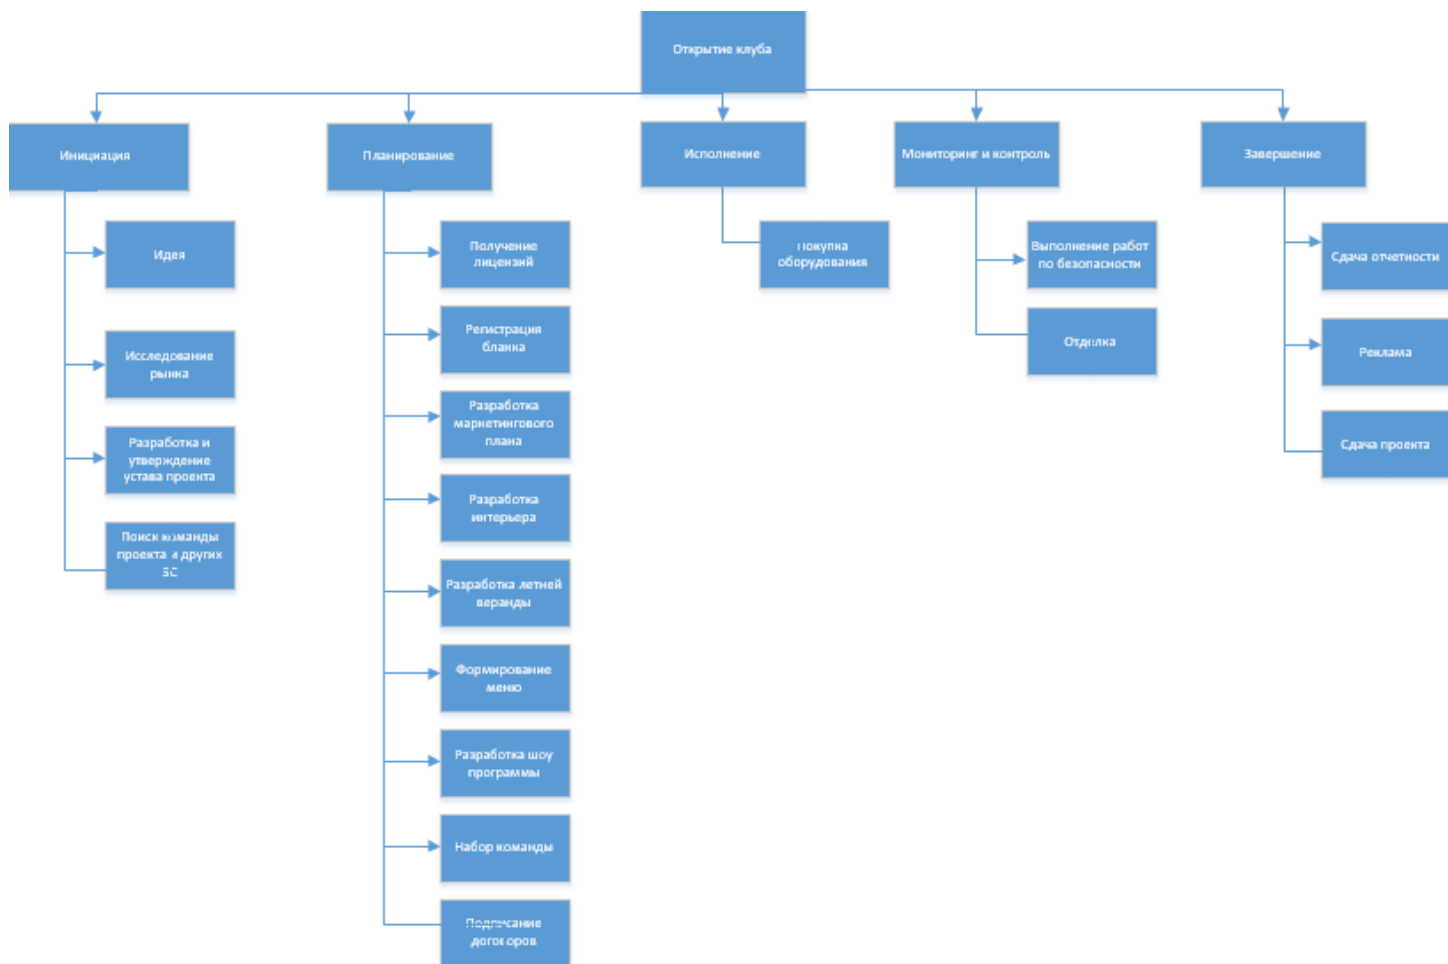 Открытие клуба
Инициация
Планирование
Исполнение
Мониторинг и контроль
Завершение
Идея
Исследование
рынка
Разработка и
утверждение
устава проекта
Поиск команды
проекта и других
Получение
лицензий
Регистрация
бланка
Разработка
маркетингового
плана
Разработка
интерьера
Разработка летней
веранды
Формирование
меню
Разработка шоу
программы
Набор команды
Подписание
договоров
Покупка
оборудования
Выполнение работ
по безопасности
Отделка
Сдача отчетности
Реклама
Сдача проекта